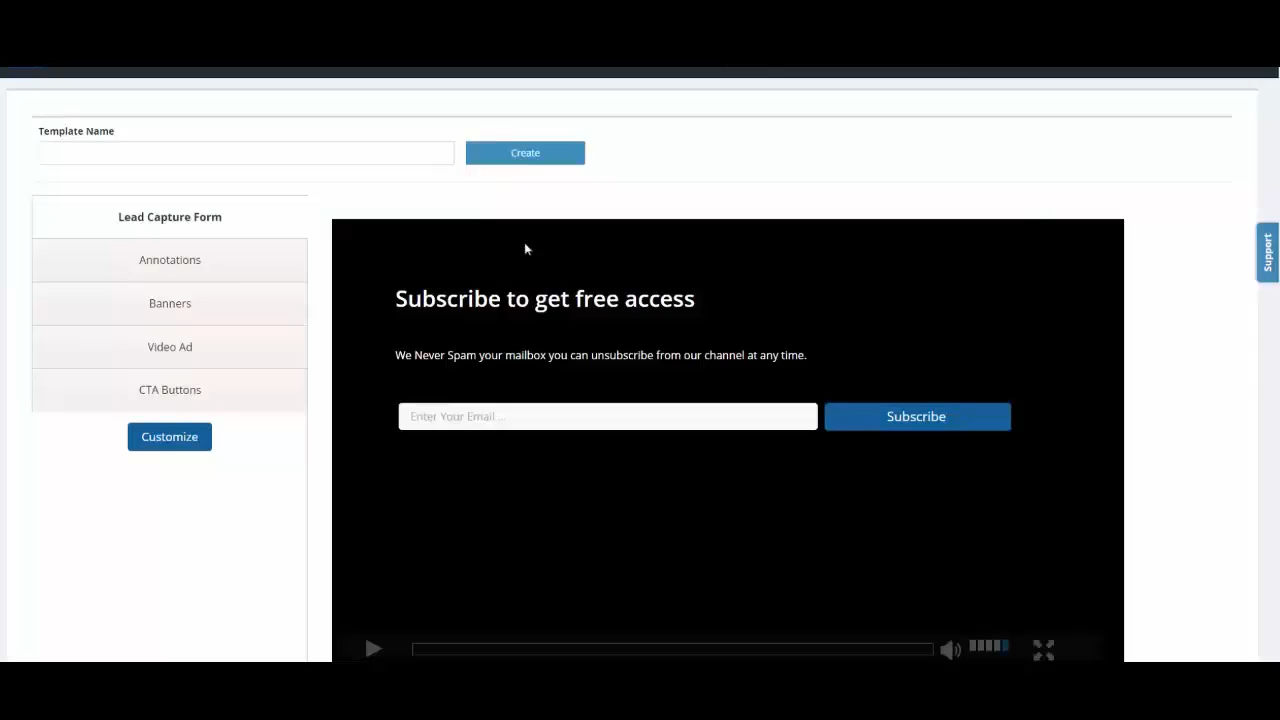 Template Name
Create
Lead Capture Form
Annotations
Banners
Video Ad
CTA Buttons
Customize
Subscribe to get free access
We Never Spam your mailbox you can unsubscribe from our channel at any time.
Enter Your Email ...
Subscribe
Support